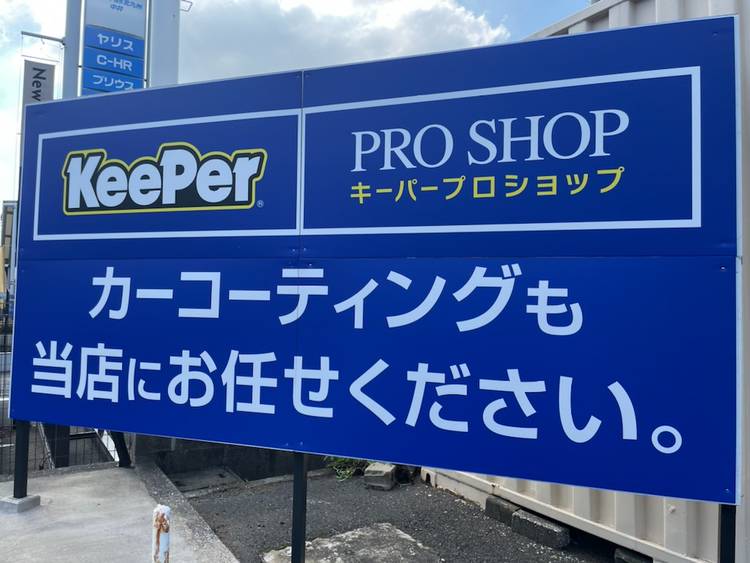 ヤリス
C-HR
プリウス
New
KeePer®
PRO SHOP
キーパープロショップ
カーコーティングも
当店にお任せください。